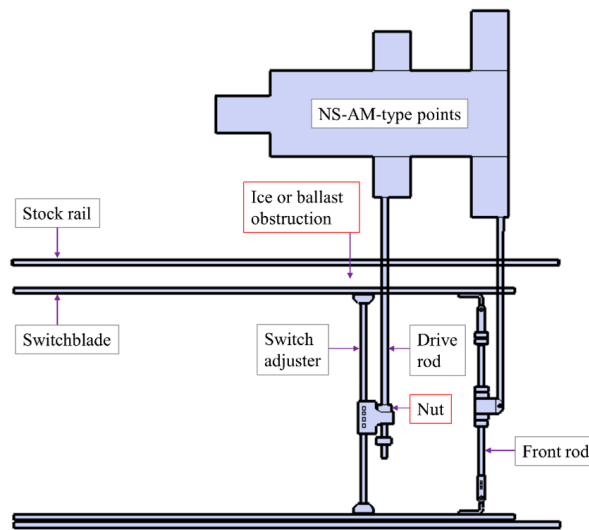 NS-AM-type points
Ice or ballast
obstruction
Stock rail
Switchblade
Switch
adjuster
Drive
rod
Nut
Front rod